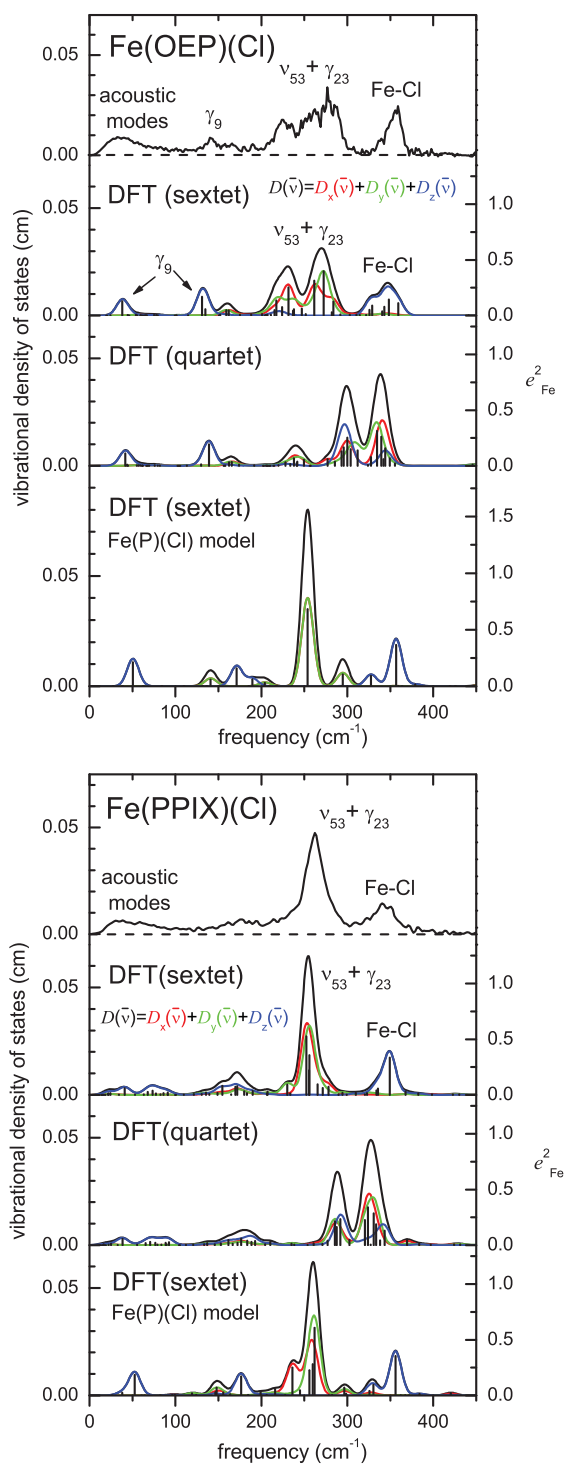 Fe(OEP)(Cl)
ν53 + γ23
acoustic modes
γ9
Fe-Cl
0.05
0.00
DFT (sextet)
D(ν̄)=Dx(ν̄)+Dy(ν̄)+Dz(ν̄)
1.0
ν53 + γ23
γ9
Fe-Cl
0.05
0.5
0.00
0.0
DFT (quartet)
1.0
0.05
0.5
0.00
0.0
DFT (sextet)
Fe(P)(Cl) model
1.5
1.0
0.05
0.5
0.00
0.0
vibrational density of states (cm)
e²Fe
0 100 200 300 400
frequency (cm-1)
Fe(PPIX)(Cl)
ν53 + γ23
0.05
acoustic modes
Fe-Cl
0.00
DFT(sextet)
ν53 + γ23
1.0
D(ν̄)=Dx(ν̄)+Dy(ν̄)+Dz(ν̄)
0.05
Fe-Cl
0.5
0.00
0.0
DFT(quartet)
1.0
0.05
0.5
0.00
0.0
DFT(sextet)
Fe(P)(Cl) model
1.0
0.05
0.5
0.00
0.0
vibrational density of states (cm)
e²Fe
0 100 200 300 400
frequency (cm-1)